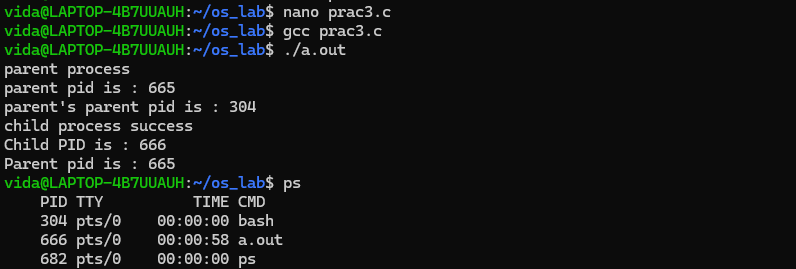 vida@LAPTOP-4B7UUAUH:~/os_lab$ nano prac3.c
vida@LAPTOP-4B7UUAUH:~/os_lab$ gcc prac3.c
vida@LAPTOP-4B7UUAUH:~/os_lab$ ./a.out
parent process
parent pid is : 665
parent's parent pid is : 304
child process success
Child PID is : 666
Parent pid is : 665
vida@LAPTOP-4B7UUAUH:~/os_lab$ ps
    PID TTY          TIME CMD
    304 pts/0    00:00:00 bash
    666 pts/0    00:00:58 a.out
    682 pts/0    00:00:00 ps